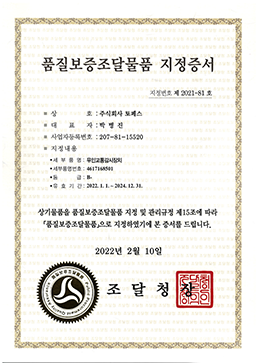 품질보증조달물품 지정증서
지정번호 제 2021-81 호
상 호 : 주식회사 토페스
대 표 자 : 박 병 진
사업자등록번호 : 207-81-15520
지정내용
세 부 품 명 : 무인교통감시장치
세부품명번호 : 4617168501
등 급 : B-
유 효 기 간 : 2022. 1. 1. ~ 2024. 12. 31.
상기물품을 품질보증조달물품 지정 및 관리규정 제15조에 따라
「품질보증조달물품」으로 지정하였기에 본 증서를 드립니다.
2022년 2월 10일
조 달 청 장